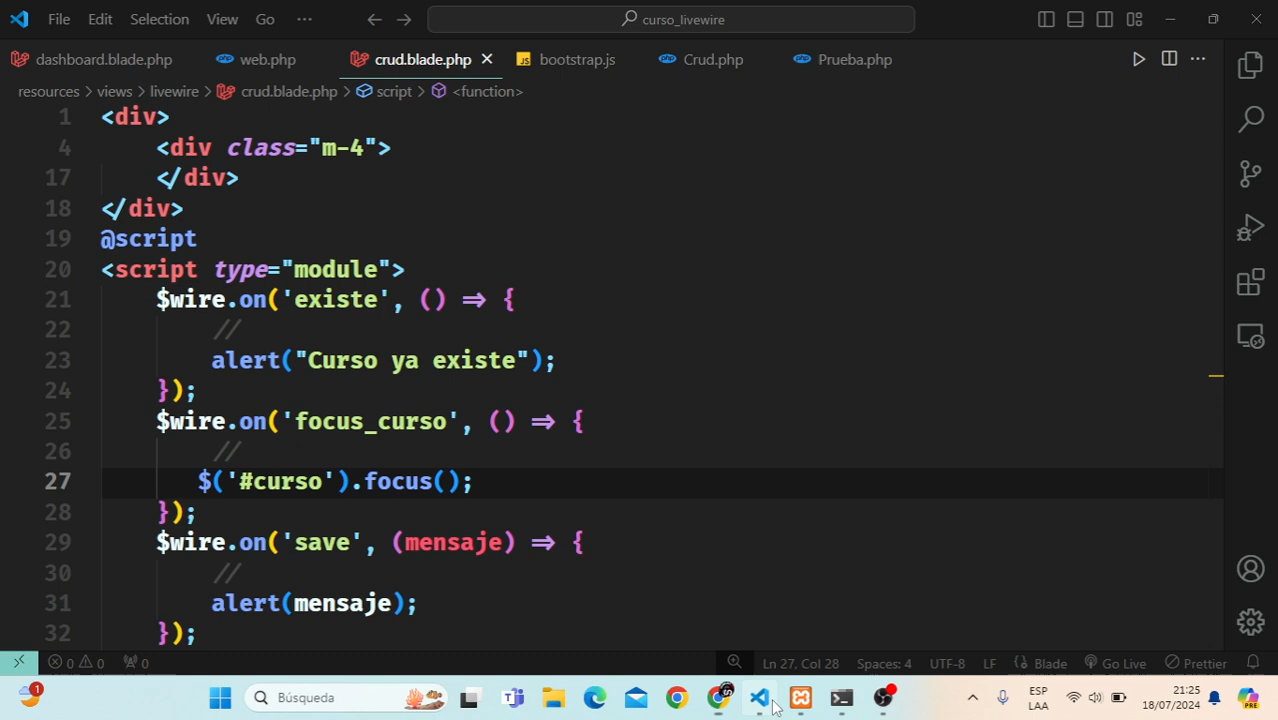 File Edit Selection View Go ··· curso_livewire
dashboard.blade.php web.php crud.blade.php bootstrap.js Crud.php Prueba.php
resources > views > livewire > crud.blade.php > script > <function>
1 <div>
4 <div class="m-4">
17 </div>
18 </div>
19 @script
20 <script type="module">
21 $wire.on('existe', () => {
22 //
23 alert("Curso ya existe");
24 });
25 $wire.on('focus_curso', () => {
26 //
27 $('#curso').focus();
28 });
29 $wire.on('save', (mensaje) => {
30 //
31 alert(mensaje);
32 });
0 0 0 Ln 27, Col 28 Spaces: 4 UTF-8 LF Blade Go Live Prettier
1 Búsqueda ESP LAA 21:25 18/07/2024 PRE